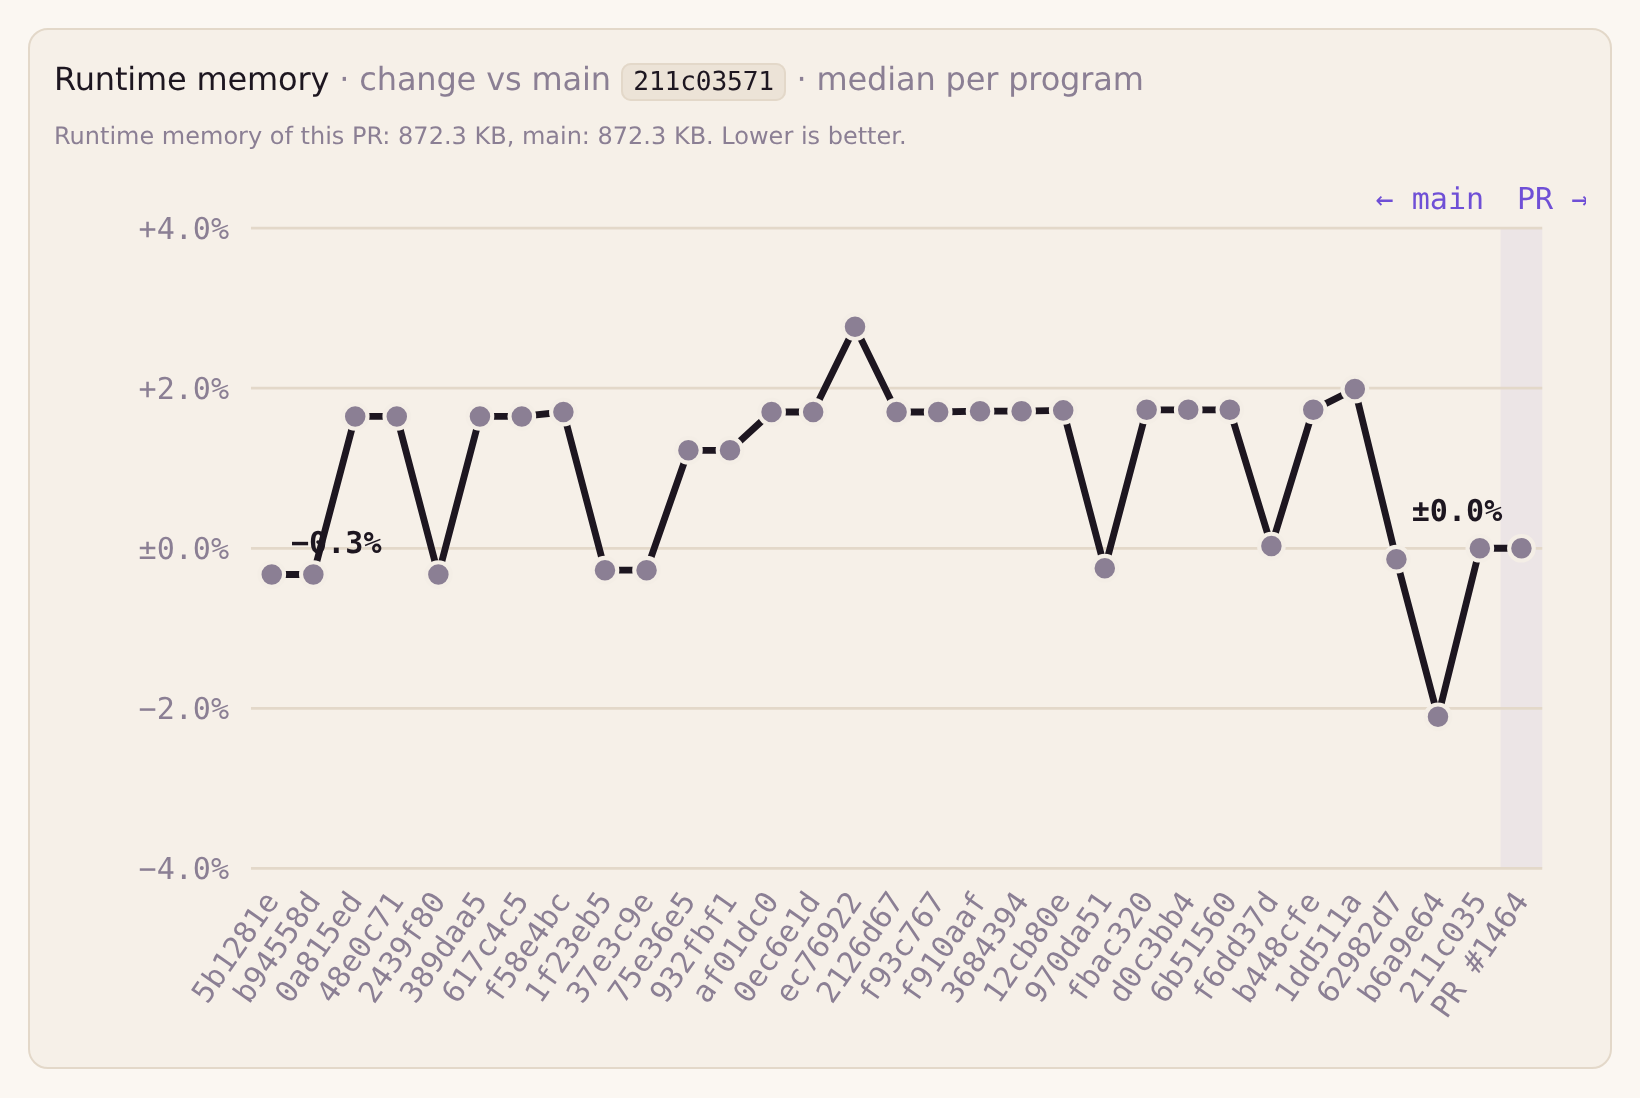 Runtime memory · change vs main 211c03571 · median per program
Runtime memory of this PR: 872.3 KB, main: 872.3 KB. Lower is better.
← main PR →
+4.0%
+2.0%
±0.0%
−2.0%
−4.0%
−0.3%
±0.0%
5b1281e
b94558d
0a815ed
48e0c71
2439f80
389daa5
617c4c5
f58e4bc
1f23eb5
37e3c9e
75e36e5
932fbf1
af01dc0
0ec6e1d
ec76922
2126d67
f93c767
f910aaf
3684394
12cb80e
970da51
fbac320
d0c3bb4
6b51560
f6dd37d
b448cfe
1dd511a
62982d7
b6a9e64
211c035
PR #1464